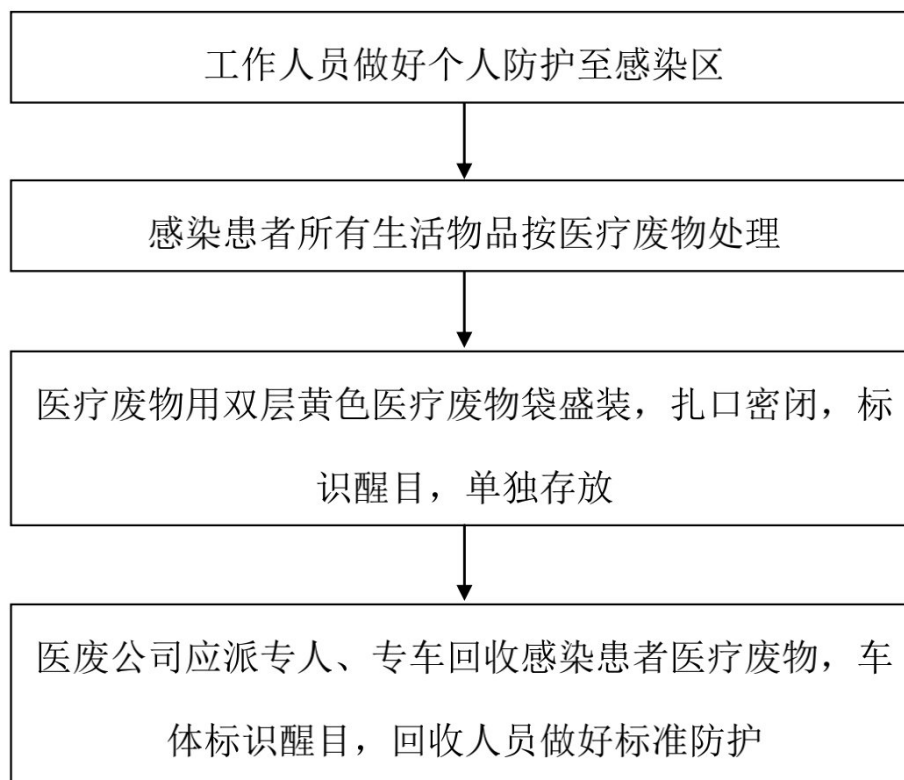 工作人员做好个人防护至感染区
感染患者所有生活物品按医疗废物处理
医疗废物用双层黄色医疗废物袋盛装，扎口密闭，标
识醒目，单独存放
医废公司应派专人、专车回收感染患者医疗废物，车
体标识醒目，回收人员做好标准防护